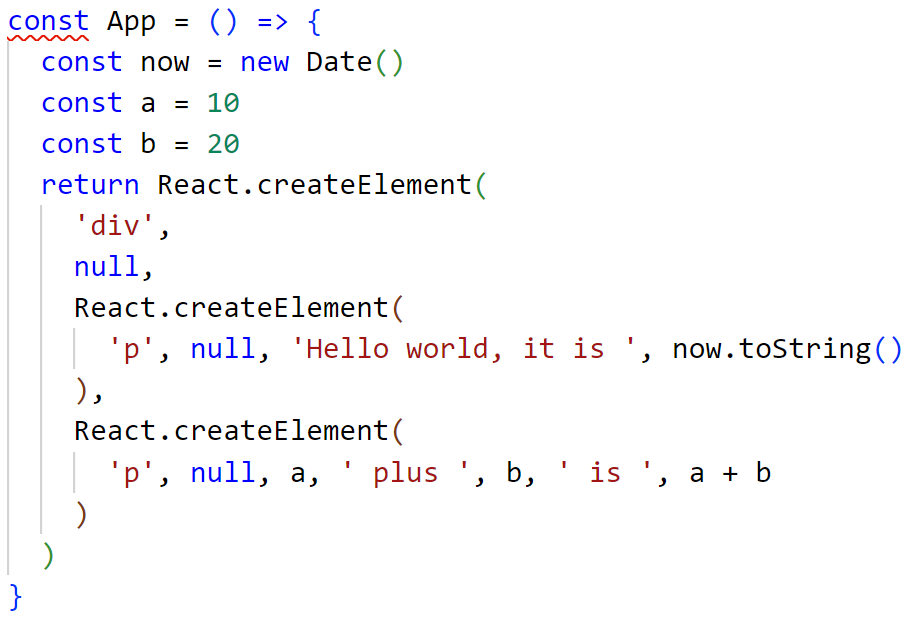 const App = () => {
  const now = new Date()
  const a = 10
  const b = 20
  return React.createElement(
    'div',
    null,
    React.createElement(
      'p', null, 'Hello world, it is ', now.toString()
    ),
    React.createElement(
      'p', null, a, ' plus ', b, ' is ', a + b
    )
  )
}